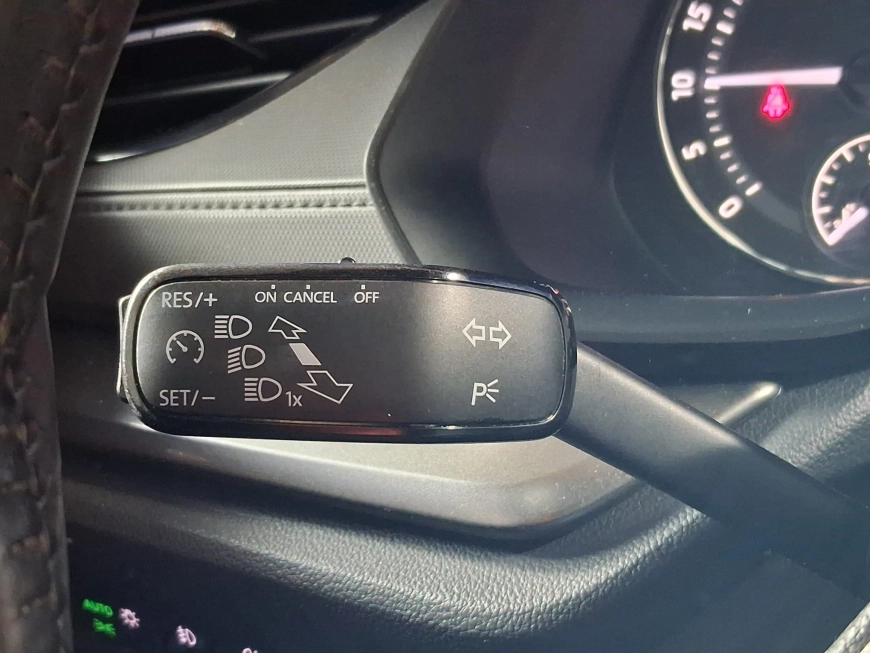 15
10
5
0
RES/+ ON CANCEL OFF
SET/- 1x
P
AUTO